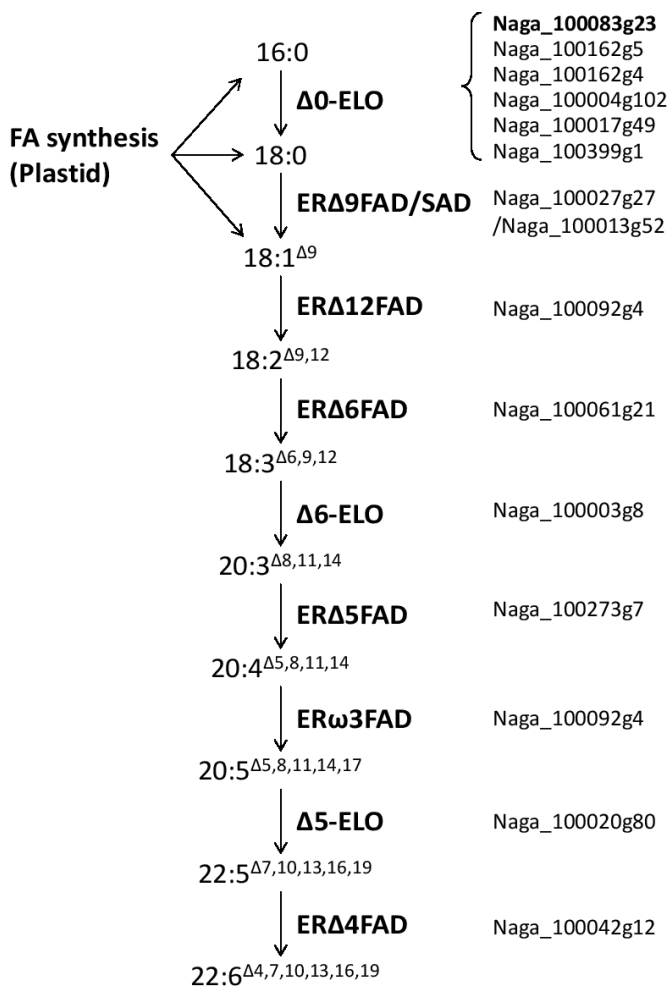 Naga_100083g23
16:0
Naga_100162g5
Naga_100162g4
Δ0-ELO
Naga_100004g102
Naga_100017g49
FA synthesis
(Plastid)
18:0
Naga_100399g1
ERΔ9FAD/SAD
Naga_100027g27
/Naga_100013g52
18:1Δ9
ERΔ12FAD
Naga_100092g4
18:2Δ9,12
ERΔ6FAD
Naga_100061g21
18:3Δ6,9,12
Δ6-ELO
Naga_100003g8
20:3Δ8,11,14
ERΔ5FAD
Naga_100273g7
20:4Δ5,8,11,14
ERω3FAD
Naga_100092g4
20:5Δ5,8,11,14,17
Δ5-ELO
Naga_100020g80
22:5Δ7,10,13,16,19
ERΔ4FAD
Naga_100042g12
22:6Δ4,7,10,13,16,19